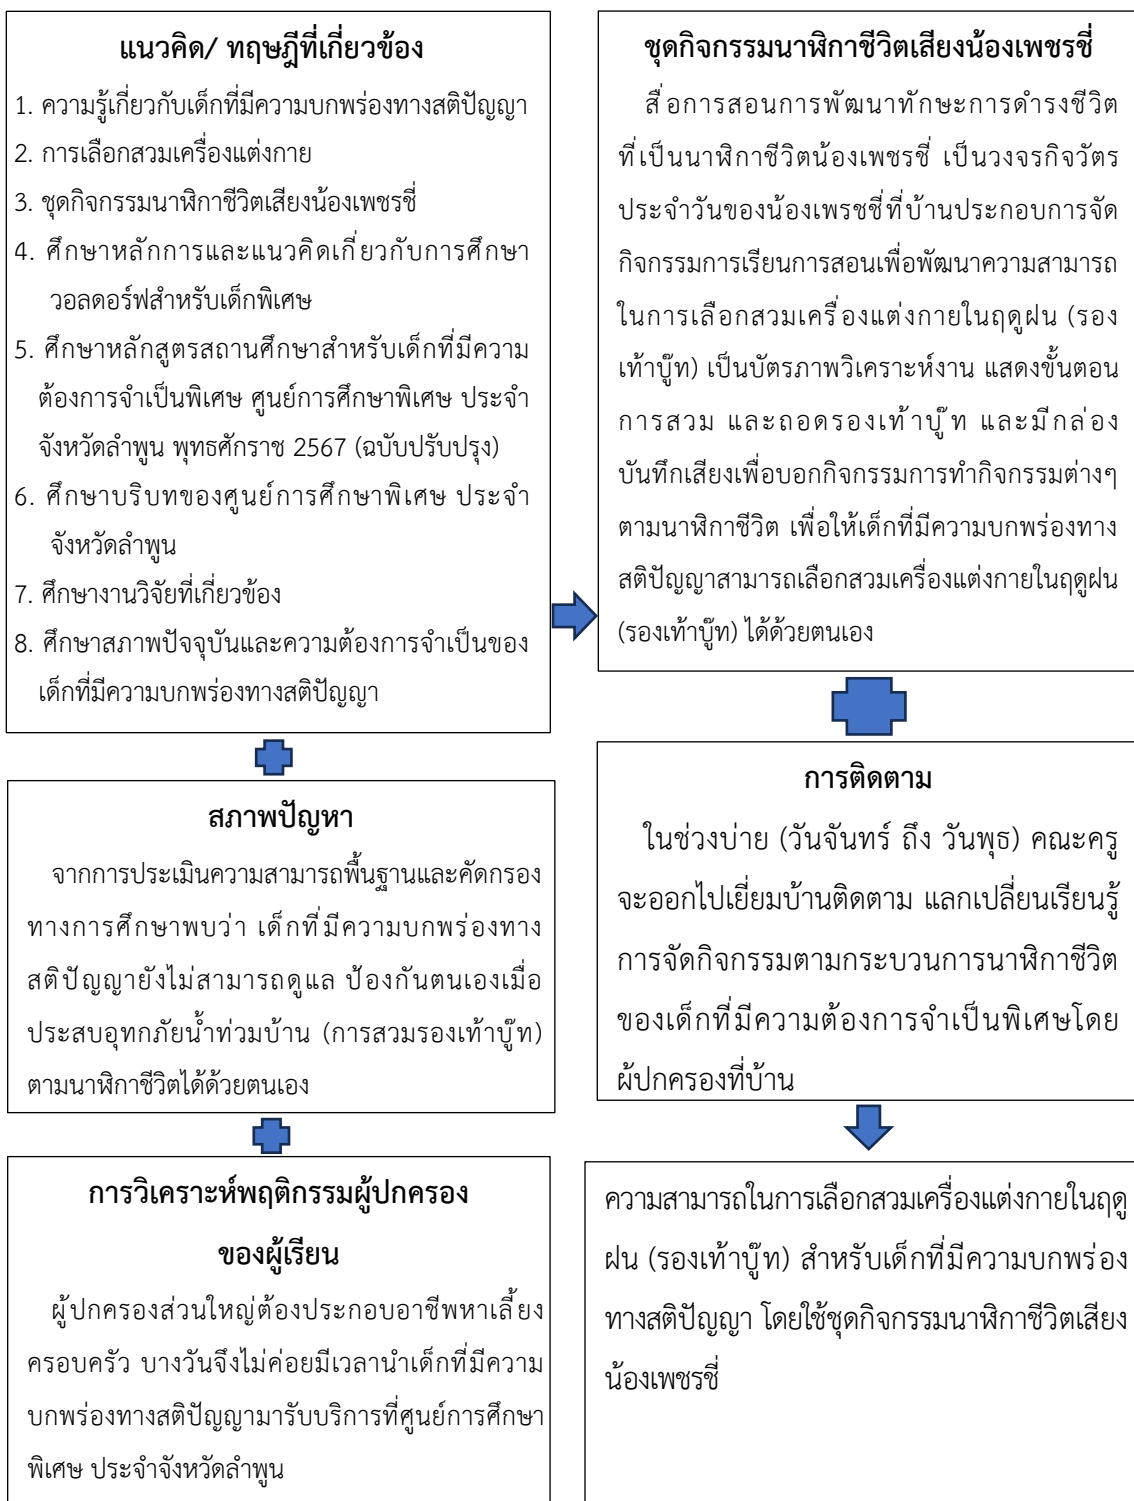 แนวคิด/ ทฤษฎีที่เกี่ยวข้อง
1. ความรู้เกี่ยวกับเด็กที่มีความบกพร่องทางสติปัญญา
2. การเลือกสวมเครื่องแต่งกาย
3. ชุดกิจกรรมนาฬิกาชีวิตเสียงน้องเพชรชี่
4. ศึกษาหลักการและแนวคิดเกี่ยวกับการศึกษา
วอลดอร์ฟสำหรับเด็กพิเศษ
5. ศึกษาหลักสูตรสถานศึกษาสำหรับเด็กที่มีความ
ต้องการจำเป็นพิเศษ ศูนย์การศึกษาพิเศษ ประจำ
จังหวัดลำพูน พุทธศักราช 2567 (ฉบับปรับปรุง)
6. ศึกษาบริบทของศูนย์การศึกษาพิเศษ ประจำ
จังหวัดลำพูน
7. ศึกษางานวิจัยที่เกี่ยวข้อง
8. ศึกษาสภาพปัจจุบันและความต้องการจำเป็นของ
เด็กที่มีความบกพร่องทางสติปัญญา
สภาพปัญหา
จากการประเมินความสามารถพื้นฐานและคัดกรอง
ทางการศึกษาพบว่า เด็กที่มีความบกพร่องทาง
สติปัญญายังไม่สามารถดูแล ป้องกันตนเองเมื่อ
ประสบอุทกภัยน้ำท่วมบ้าน (การสวมรองเท้าบู๊ท)
ตามนาฬิกาชีวิตได้ด้วยตนเอง
การวิเคราะห์พฤติกรรมผู้ปกครอง
ของผู้เรียน
ผู้ปกครองส่วนใหญ่ต้องประกอบอาชีพหาเลี้ยง
ครอบครัว บางวันจึงไม่ค่อยมีเวลานำเด็กที่มีความ
บกพร่องทางสติปัญญามารับบริการที่ศูนย์การศึกษา
พิเศษ ประจำจังหวัดลำพูน
ชุดกิจกรรมนาฬิกาชีวิตเสียงน้องเพชรชี่
สื่อการสอนการพัฒนาทักษะการดำรงชีวิต
ที่เป็นนาฬิกาชีวิตน้องเพชรชี่ เป็นวงจรกิจวัตร
ประจำวันของน้องเพรชชี่ที่บ้านประกอบการจัด
กิจกรรมการเรียนการสอนเพื่อพัฒนาความสามารถ
ในการเลือกสวมเครื่องแต่งกายในฤดูฝน (รอง
เท้าบู๊ท) เป็นบัตรภาพวิเคราะห์งาน แสดงขั้นตอน
การสวม และถอดรองเท้าบู๊ท และมีกล่อง
บันทึกเสียงเพื่อบอกกิจกรรมการทำกิจกรรมต่างๆ
ตามนาฬิกาชีวิต เพื่อให้เด็กที่มีความบกพร่องทาง
สติปัญญาสามารถเลือกสวมเครื่องแต่งกายในฤดูฝน
(รองเท้าบู๊ท) ได้ด้วยตนเอง
การติดตาม
ในช่วงบ่าย (วันจันทร์ ถึง วันพุธ) คณะครู
จะออกไปเยี่ยมบ้านติดตาม แลกเปลี่ยนเรียนรู้
การจัดกิจกรรมตามกระบวนการนาฬิกาชีวิต
ของเด็กที่มีความต้องการจำเป็นพิเศษโดย
ผู้ปกครองที่บ้าน
ความสามารถในการเลือกสวมเครื่องแต่งกายในฤดู
ฝน (รองเท้าบู๊ท) สำหรับเด็กที่มีความบกพร่อง
ทางสติปัญญา โดยใช้ชุดกิจกรรมนาฬิกาชีวิตเสียง
น้องเพชรชี่